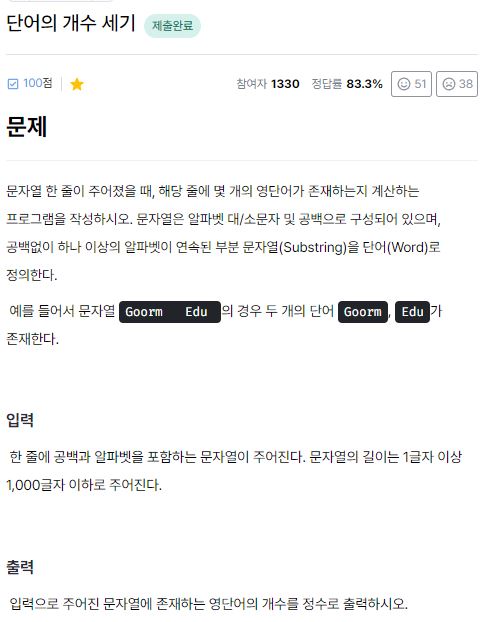 단어의 개수 세기 제출완료
100점 참여자 1330 정답률 83.3% 51 38
문제
문자열 한 줄이 주어졌을 때, 해당 줄에 몇 개의 영단어가 존재하는지 계산하는
프로그램을 작성하시오. 문자열은 알파벳 대/소문자 및 공백으로 구성되어 있으며,
공백없이 하나 이상의 알파벳이 연속된 부분 문자열(Substring)을 단어(Word)로
정의한다.
예를 들어서 문자열 Goorm   Edu 의 경우 두 개의 단어 Goorm, Edu가
존재한다.
입력
한 줄에 공백과 알파벳을 포함하는 문자열이 주어진다. 문자열의 길이는 1글자 이상
1,000글자 이하로 주어진다.
출력
입력으로 주어진 문자열에 존재하는 영단어의 개수를 정수로 출력하시오.